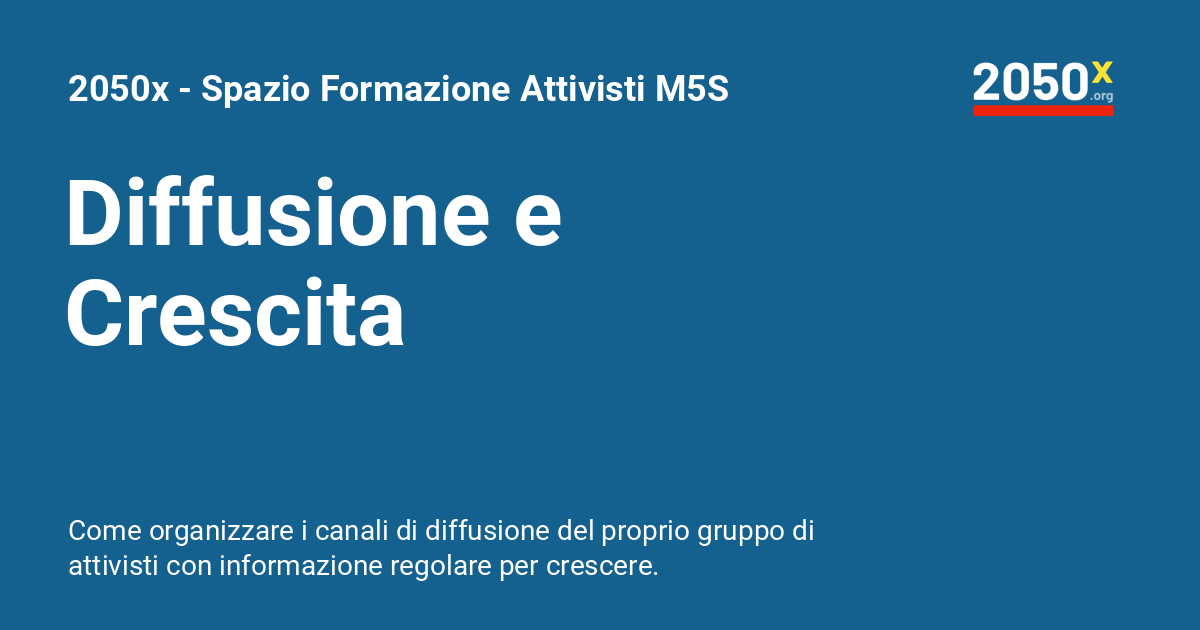 2050x - Spazio Formazione Attivisti M5S
2050x
.org
Diffusione e
Crescita
Come organizzare i canali di diffusione del proprio gruppo di
attivisti con informazione regolare per crescere.